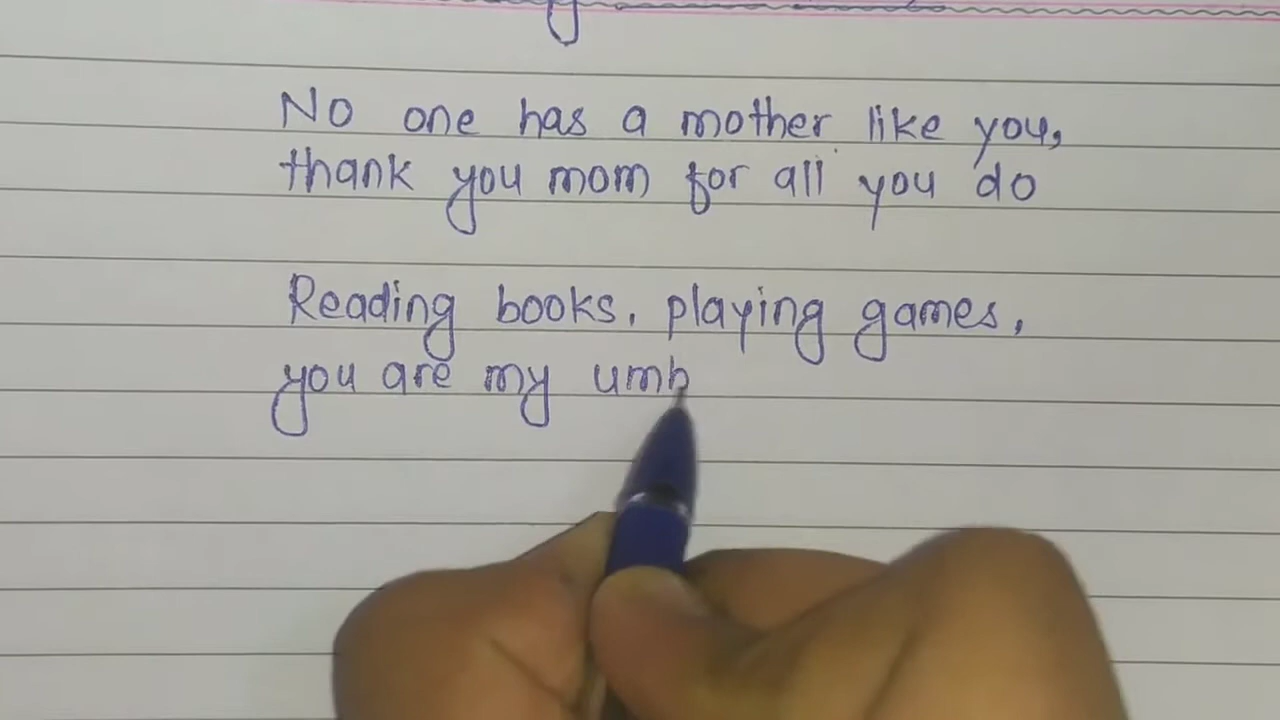 No one has a mother like you,
thank you mom for all you do
Reading books, playing games,
you are my umb